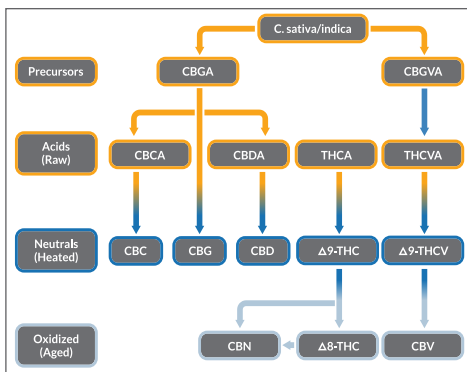 C. sativa/indica
Precursors
CBGA
CBGVA
Acids
(Raw)
CBCA
CBDA
THCA
THCVA
Neutrals
(Heated)
CBC
CBG
CBD
Δ9-THC
Δ9-THCV
Oxidized
(Aged)
CBN
Δ8-THC
CBV